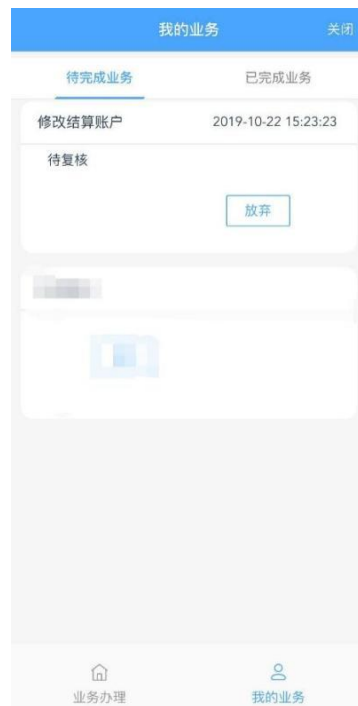 我的业务 关闭
待完成业务 已完成业务
修改结算账户 2019-10-22 15:23:23
待复核
放弃
业务办理 我的业务